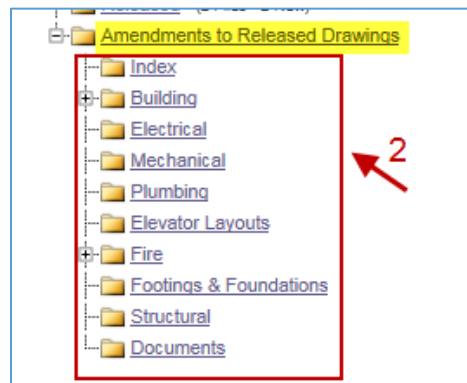 Amendments to Released Drawings
Index
Building
Electrical
Mechanical
2
Plumbing
Elevator Layouts
Fire
Footings & Foundations
Structural
Documents